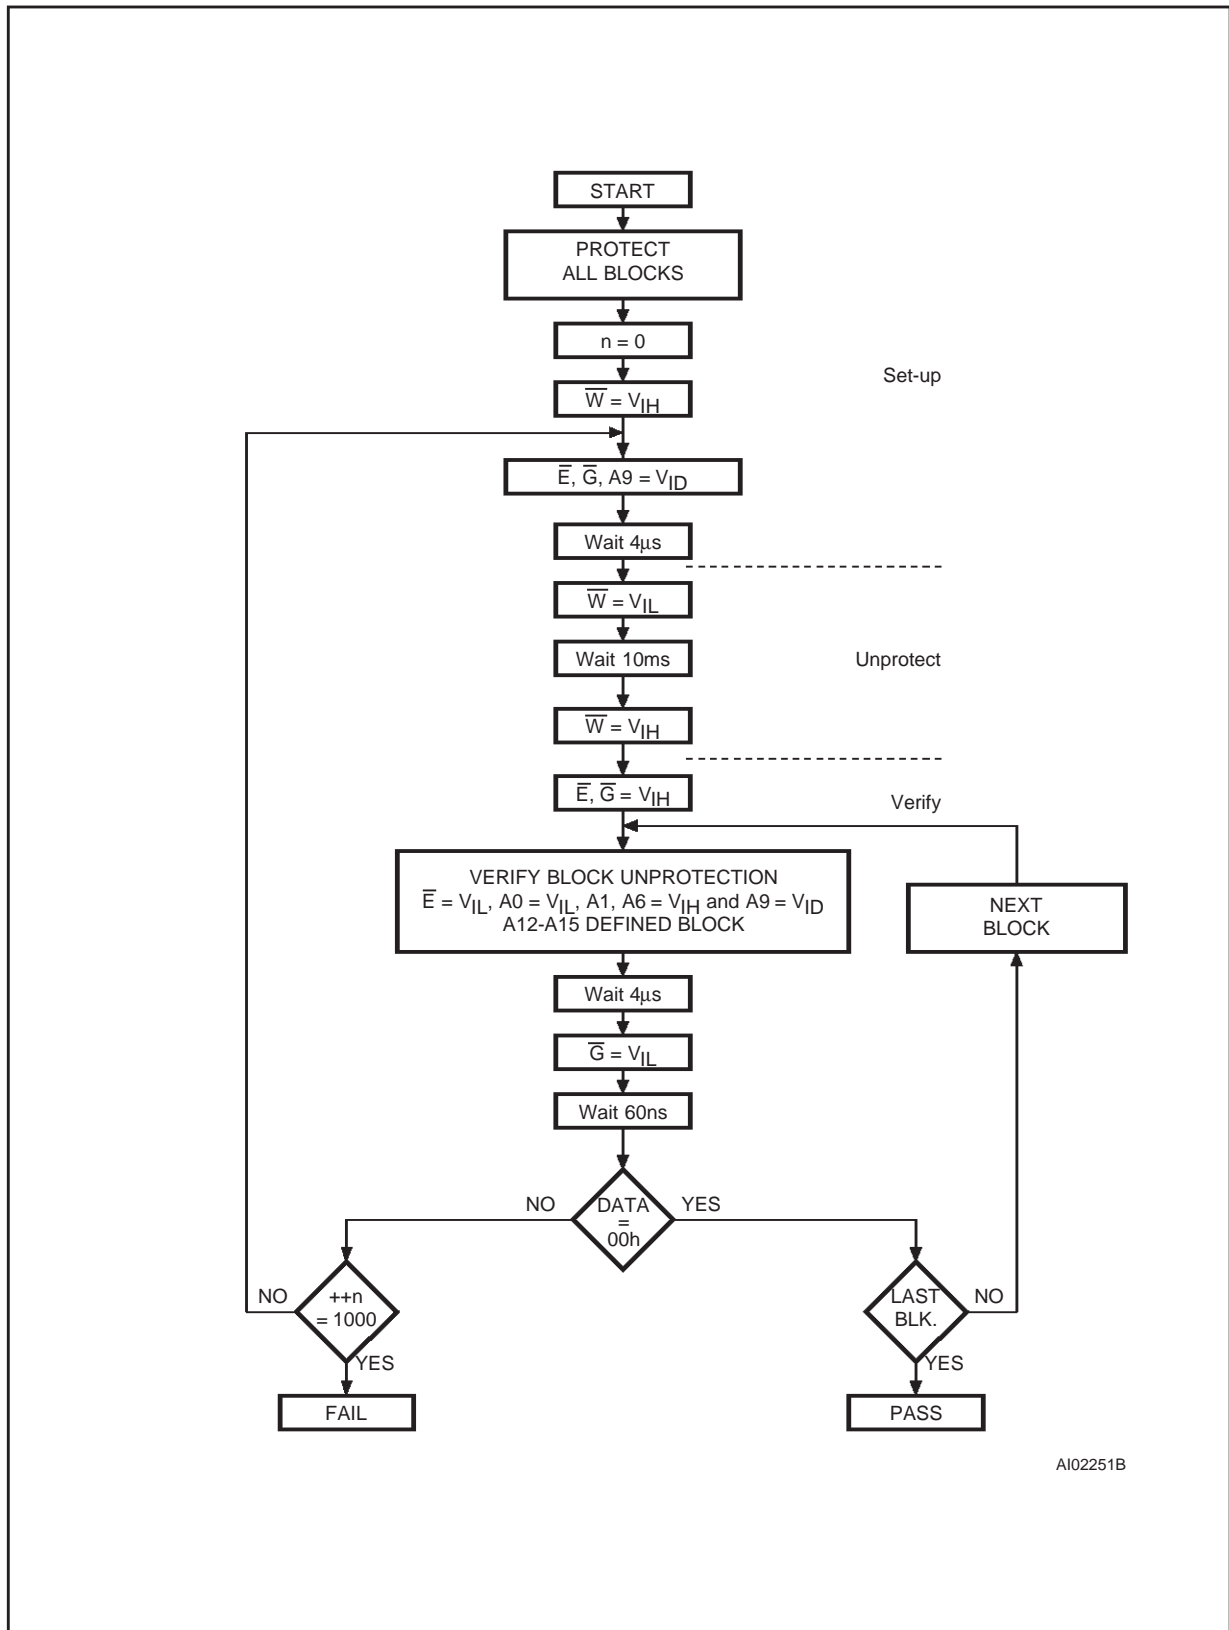 START
PROTECT
ALL BLOCKS
n = 0
Set-up
W̅ = VIH
E̅, G̅, A9 = VID
Wait 4µs
W̅ = VIL
Wait 10ms
Unprotect
W̅ = VIH
E̅, G̅ = VIH
Verify
VERIFY BLOCK UNPROTECTION
E̅ = VIL, A0 = VIL, A1, A6 = VIH and A9 = VID
A12-A15 DEFINED BLOCK
NEXT
BLOCK
Wait 4µs
G̅ = VIL
Wait 60ns
NO
DATA
=
00h
YES
NO
++n
= 1000
YES
LAST
BLK.
NO
YES
FAIL
PASS
AI02251B